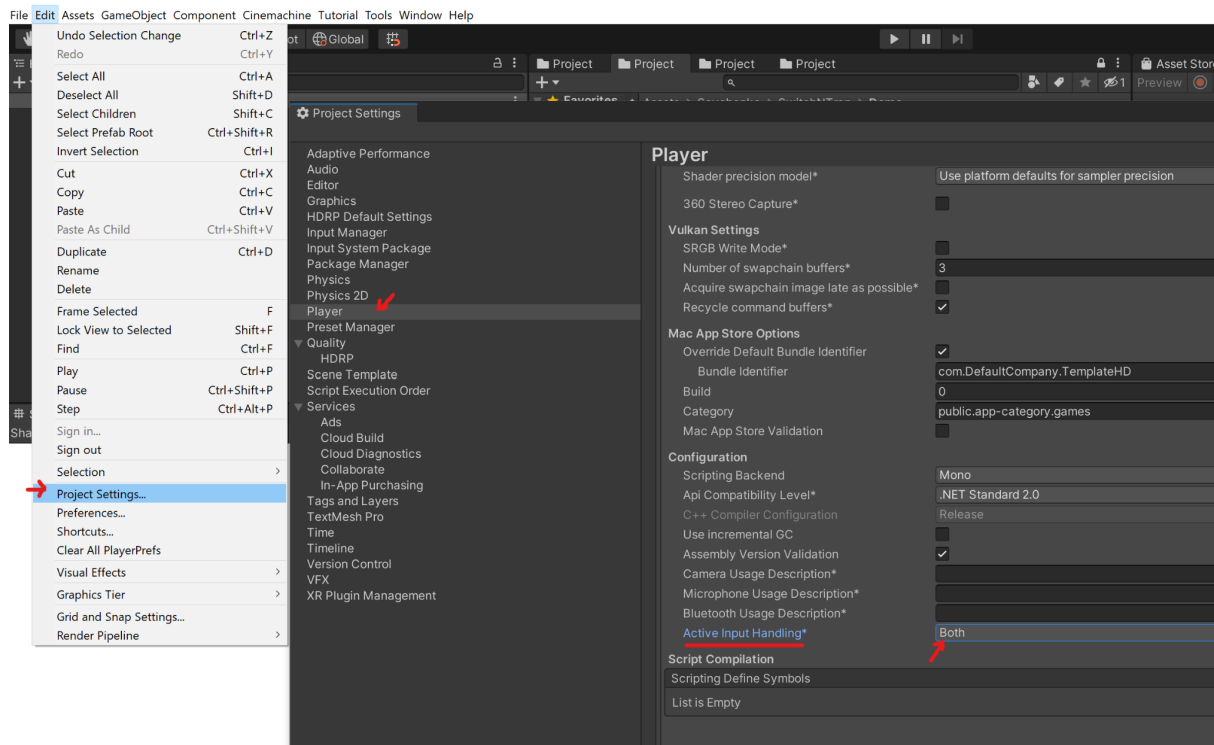 File Edit Assets GameObject Component Cinemachine Tutorial Tools Window Help
Undo Selection Change Ctrl+Z
Redo Ctrl+Y
Select All Ctrl+A
Deselect All Shift+D
Select Children Shift+C
Select Prefab Root Ctrl+Shift+R
Invert Selection Ctrl+I
Cut Ctrl+X
Copy Ctrl+C
Paste Ctrl+V
Paste As Child Ctrl+Shift+V
Duplicate Ctrl+D
Rename
Delete
Frame Selected F
Lock View to Selected Shift+F
Find Ctrl+F
Play Ctrl+P
Pause Ctrl+Shift+P
Step Ctrl+Alt+P
Sign in...
Sign out
Selection
Project Settings...
Preferences...
Shortcuts...
Clear All PlayerPrefs
Visual Effects
Graphics Tier
Grid and Snap Settings...
Render Pipeline
ot Global
Project Project Project Project Asset Stor
1 Preview
Favorites
Sha
Project Settings
Adaptive Performance
Audio
Editor
Graphics
HDRP Default Settings
Input Manager
Input System Package
Package Manager
Physics
Physics 2D
Player
Preset Manager
Quality
HDRP
Scene Template
Script Execution Order
Services
Ads
Cloud Build
Cloud Diagnostics
Collaborate
In-App Purchasing
Tags and Layers
TextMesh Pro
Time
Timeline
Version Control
VFX
XR Plugin Management
Player
Shader precision model* Use platform defaults for sampler precision
360 Stereo Capture*
Vulkan Settings
SRGB Write Mode*
Number of swapchain buffers* 3
Acquire swapchain image late as possible*
Recycle command buffers*
Mac App Store Options
Override Default Bundle Identifier
Bundle Identifier com.DefaultCompany.TemplateHD
Build 0
Category public.app-category.games
Mac App Store Validation
Configuration
Scripting Backend Mono
Api Compatibility Level* .NET Standard 2.0
C++ Compiler Configuration Release
Use incremental GC
Assembly Version Validation
Camera Usage Description*
Microphone Usage Description*
Bluetooth Usage Description*
Active Input Handling* Both
Script Compilation
Scripting Define Symbols
List is Empty